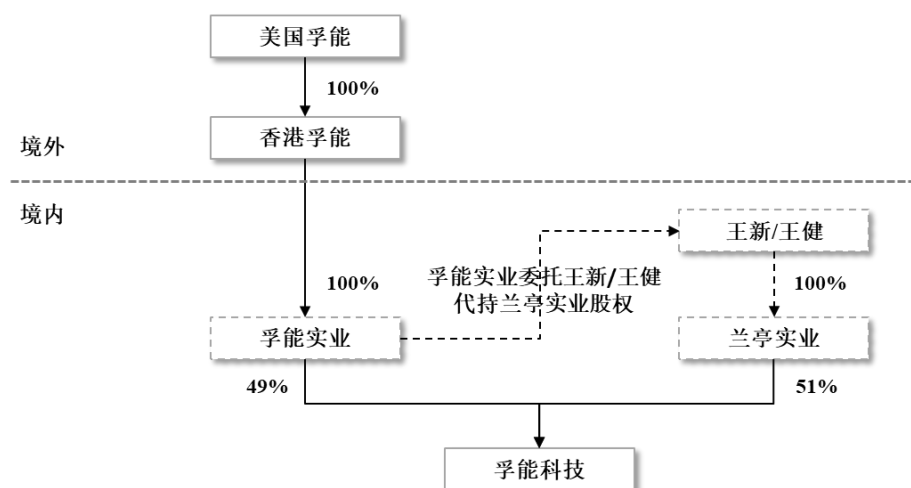 美国孚能
100%
香港孚能
境外
境内
王新/王健
100%
孚能实业委托王新/王健
代持兰亭实业股权
100%
孚能实业
兰亭实业
49%
51%
孚能科技